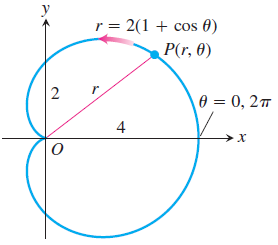 y
r = 2(1 + cos θ)
P(r, θ)
2
r
θ = 0, 2π
4
x
O